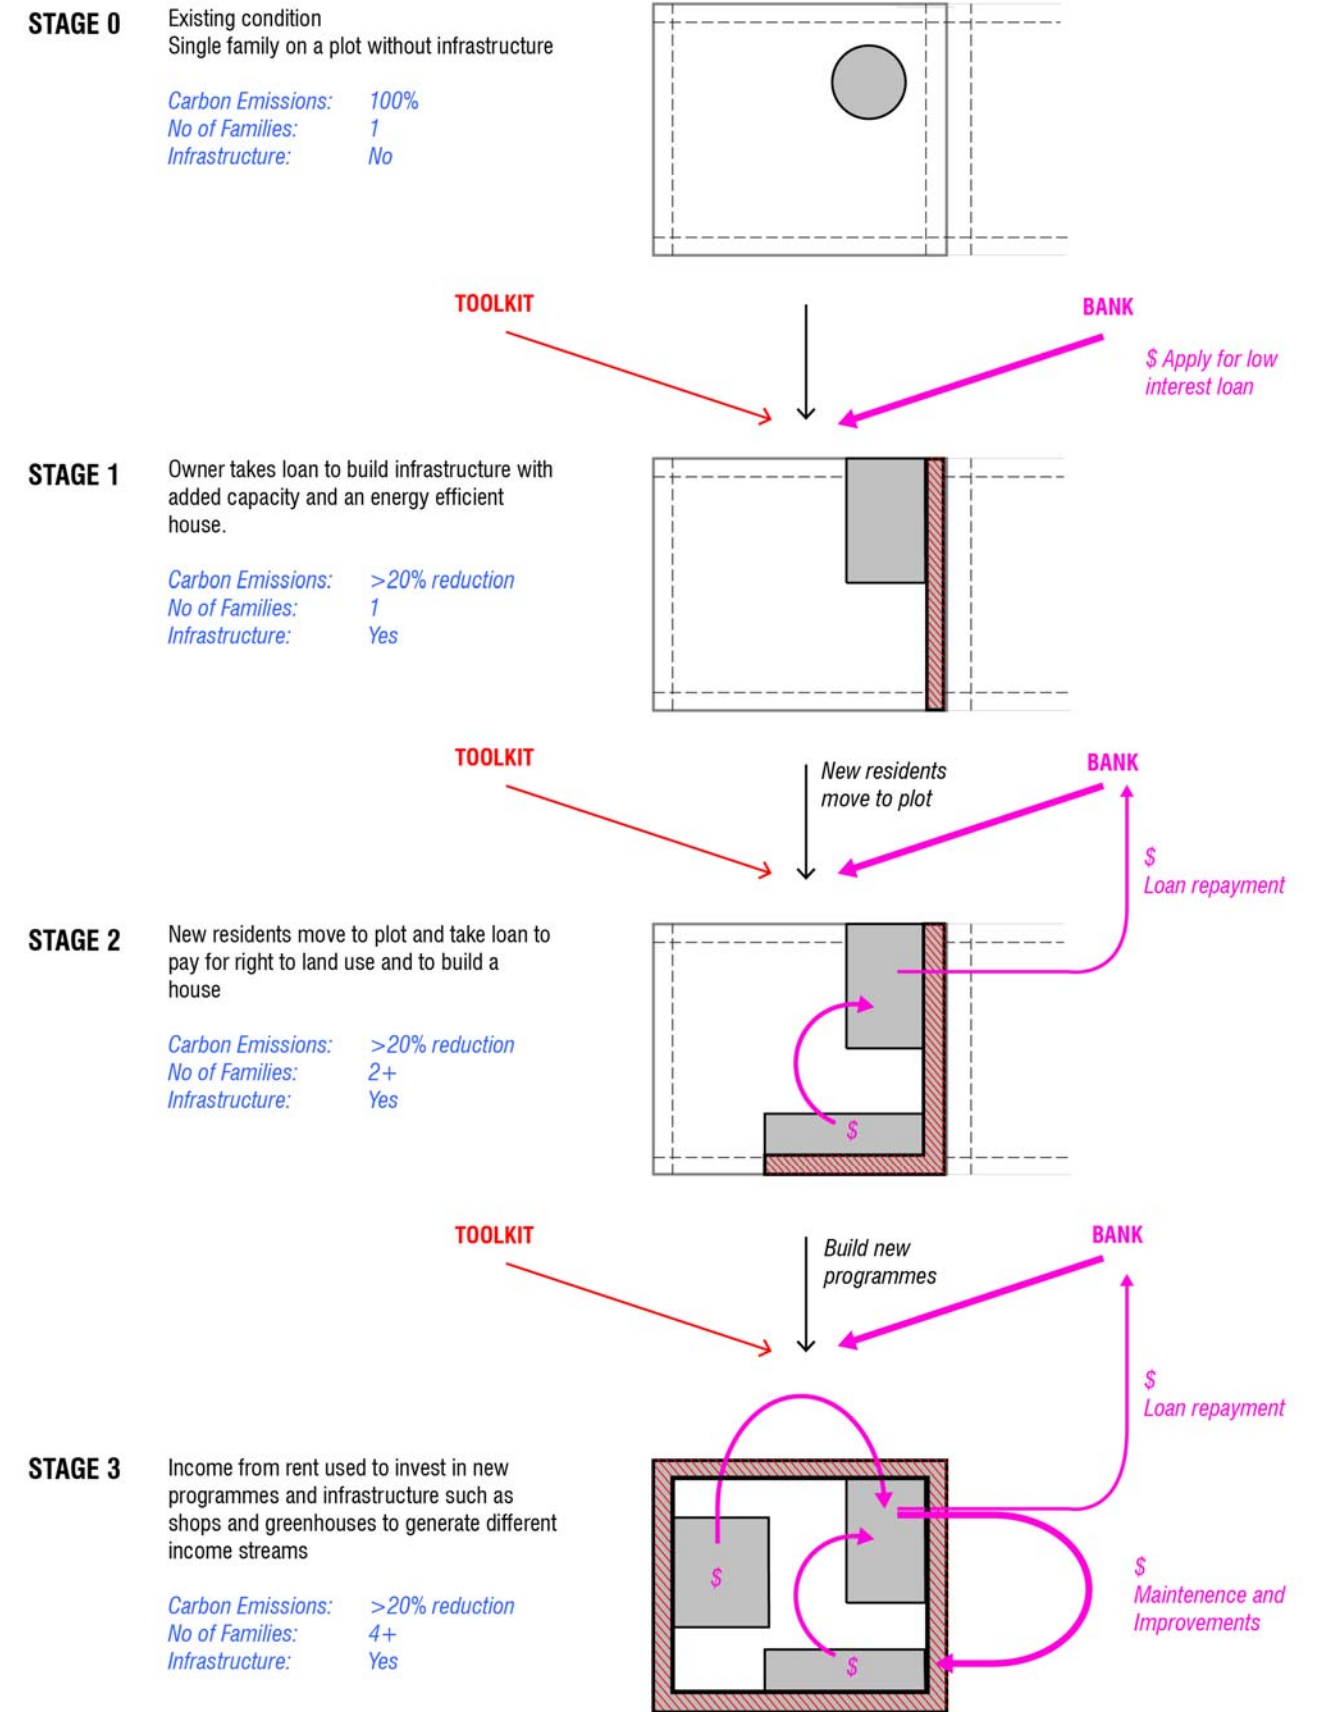 STAGE 0
Existing condition
Single family on a plot without infrastructure
Carbon Emissions: 100%
No of Families: 1
Infrastructure: No
TOOLKIT
BANK
$ Apply for low
interest loan
STAGE 1
Owner takes loan to build infrastructure with
added capacity and an energy efficient
house.
Carbon Emissions: >20% reduction
No of Families: 1
Infrastructure: Yes
TOOLKIT
New residents
move to plot
BANK
$
Loan repayment
STAGE 2
New residents move to plot and take loan to
pay for right to land use and to build a
house
Carbon Emissions: >20% reduction
No of Families: 2+
Infrastructure: Yes
$
TOOLKIT
Build new
programmes
BANK
$
Loan repayment
STAGE 3
Income from rent used to invest in new
programmes and infrastructure such as
shops and greenhouses to generate different
income streams
Carbon Emissions: >20% reduction
No of Families: 4+
Infrastructure: Yes
$
$
$
Maintenence and
Improvements